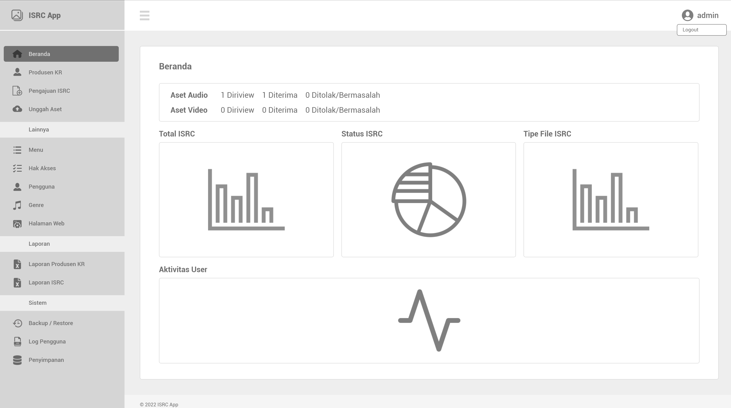 ISRC App
admin
Logout
Beranda
Produsen KR
Pengajuan ISRC
Unggah Aset
Lainnya
Menu
Hak Akses
Pengguna
Genre
Halaman Web
Laporan
Laporan Produsen KR
Laporan ISRC
Sistem
Backup / Restore
Log Pengguna
Penyimpanan
Beranda
Aset Audio 1 Diriview 1 Diterima 0 Ditolak/Bermasalah
Aset Video 0 Diriview 0 Diterima 0 Ditolak/Bermasalah
Total ISRC
Status ISRC
Tipe File ISRC
Aktivitas User
© 2022 ISRC App